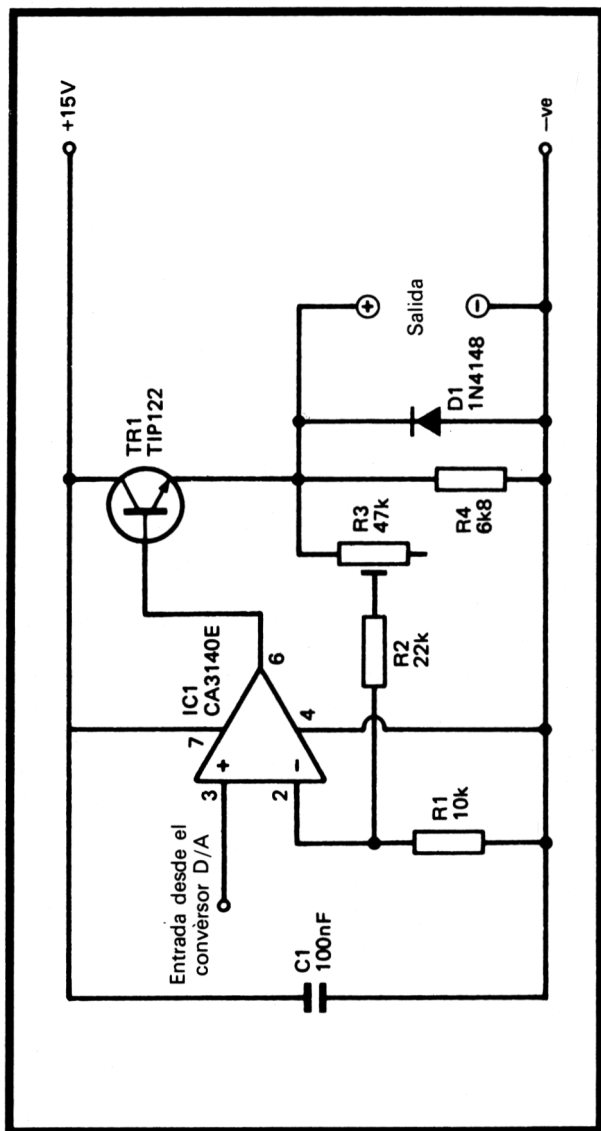 +15V
TR1
TIP122
IC1
CA3140E
7
3
+
2
−
6
4
Entrada desde el
convèrsor D/A
C1
100nF
R1
10k
R2
22k
R3
47k
R4
6k8
D1
1N4148
+
Salida
−
−ve